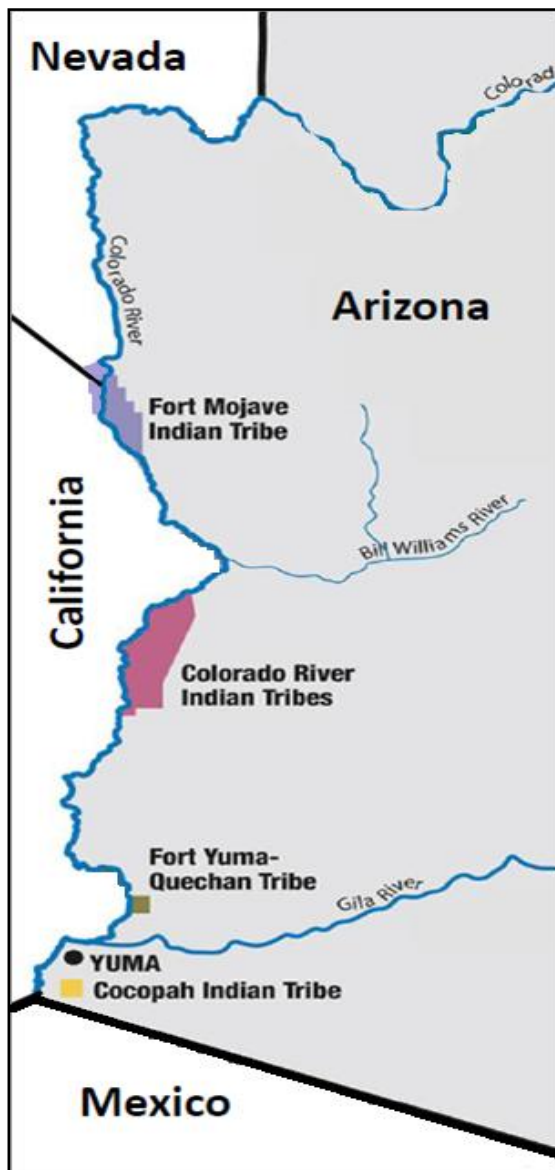 Nevada
Colorad
Colorado River
Arizona
Fort Mojave
Indian Tribe
California
Bill Williams River
Colorado River
Indian Tribes
Fort Yuma-
Quechan Tribe
Gila River
YUMA
Cocopah Indian Tribe
Mexico